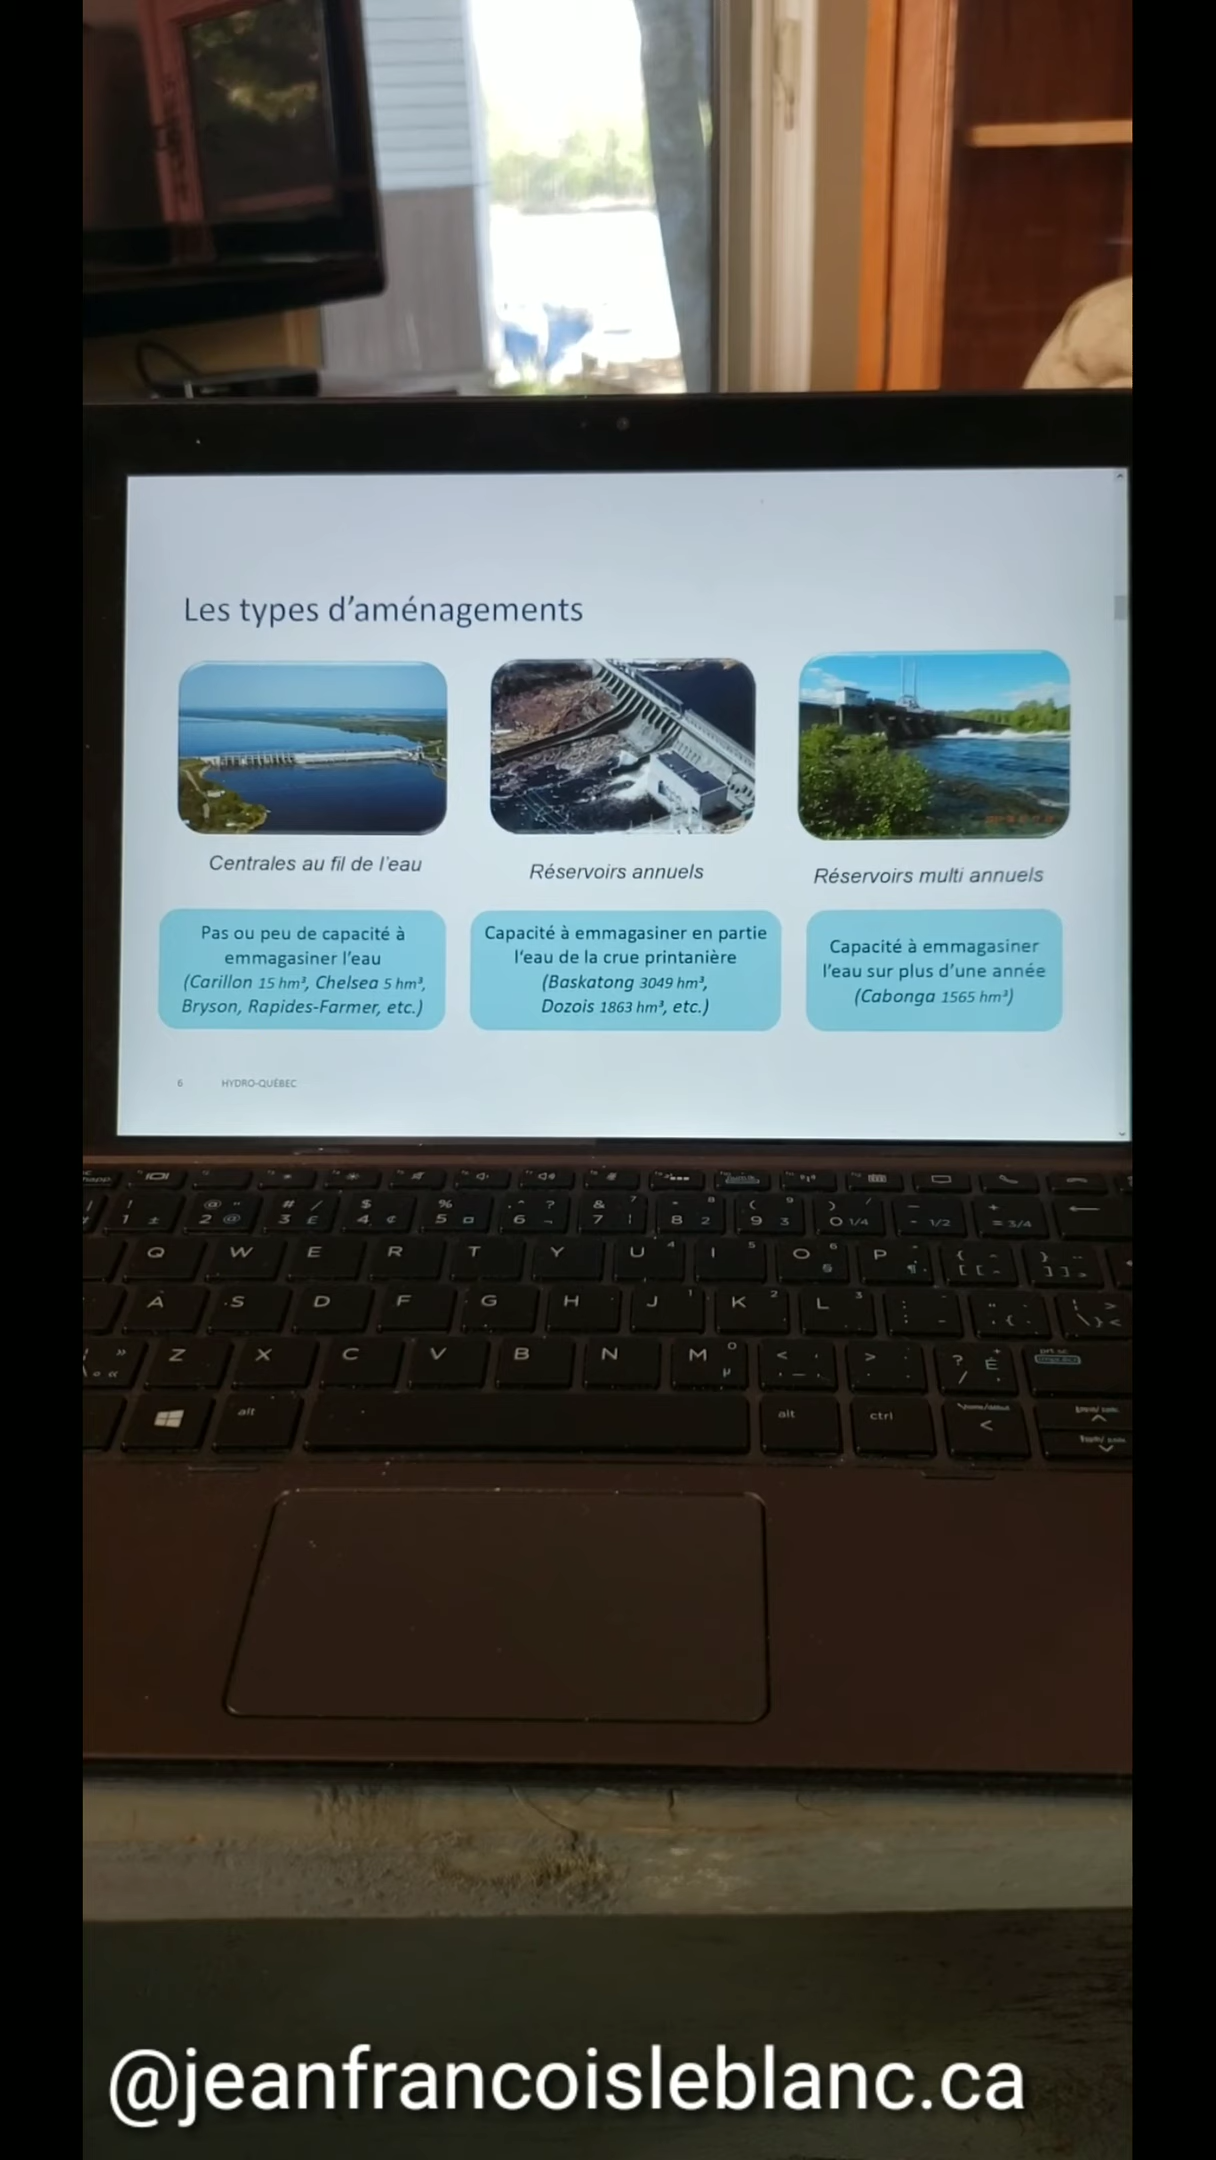 Les types d'aménagements
Centrales au fil de l'eau
Réservoirs annuels
Réservoirs multi annuels
Pas ou peu de capacité à
emmagasiner l'eau
(Carillon 15 hm³, Chelsea 5 hm³,
Bryson, Rapides-Farmer, etc.)
Capacité à emmagasiner en partie
l'eau de la crue printanière
(Baskatong 3049 hm³,
Dozois 1863 hm³, etc.)
Capacité à emmagasiner
l'eau sur plus d'une année
(Cabonga 1565 hm³)
6 HYDRO-QUÉBEC
Q W E R T Y U I O P
A S D F G H J K L
Z X C V B N M
alt alt ctrl
@jeanfrancoisleblanc.ca